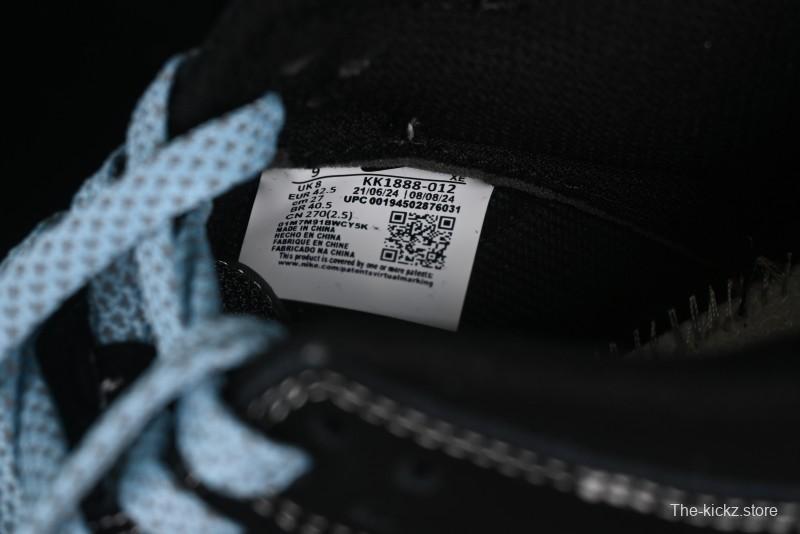 9 XE
UK 8 KK1888-012
EUR 42.5 21/06/24 | 08/08/24
cm 27 UPC 00194502876031
BR 40.5
CN 270(2.5)
01M7M91BWCY5K
MADE IN CHINA
HECHO EN CHINA
FABRIQUE EN CHINE
FABRICADO NA CHINA
This product is covered by one or more patents:
www.nike.com/patentsvirtualmarking
The-kickz.store